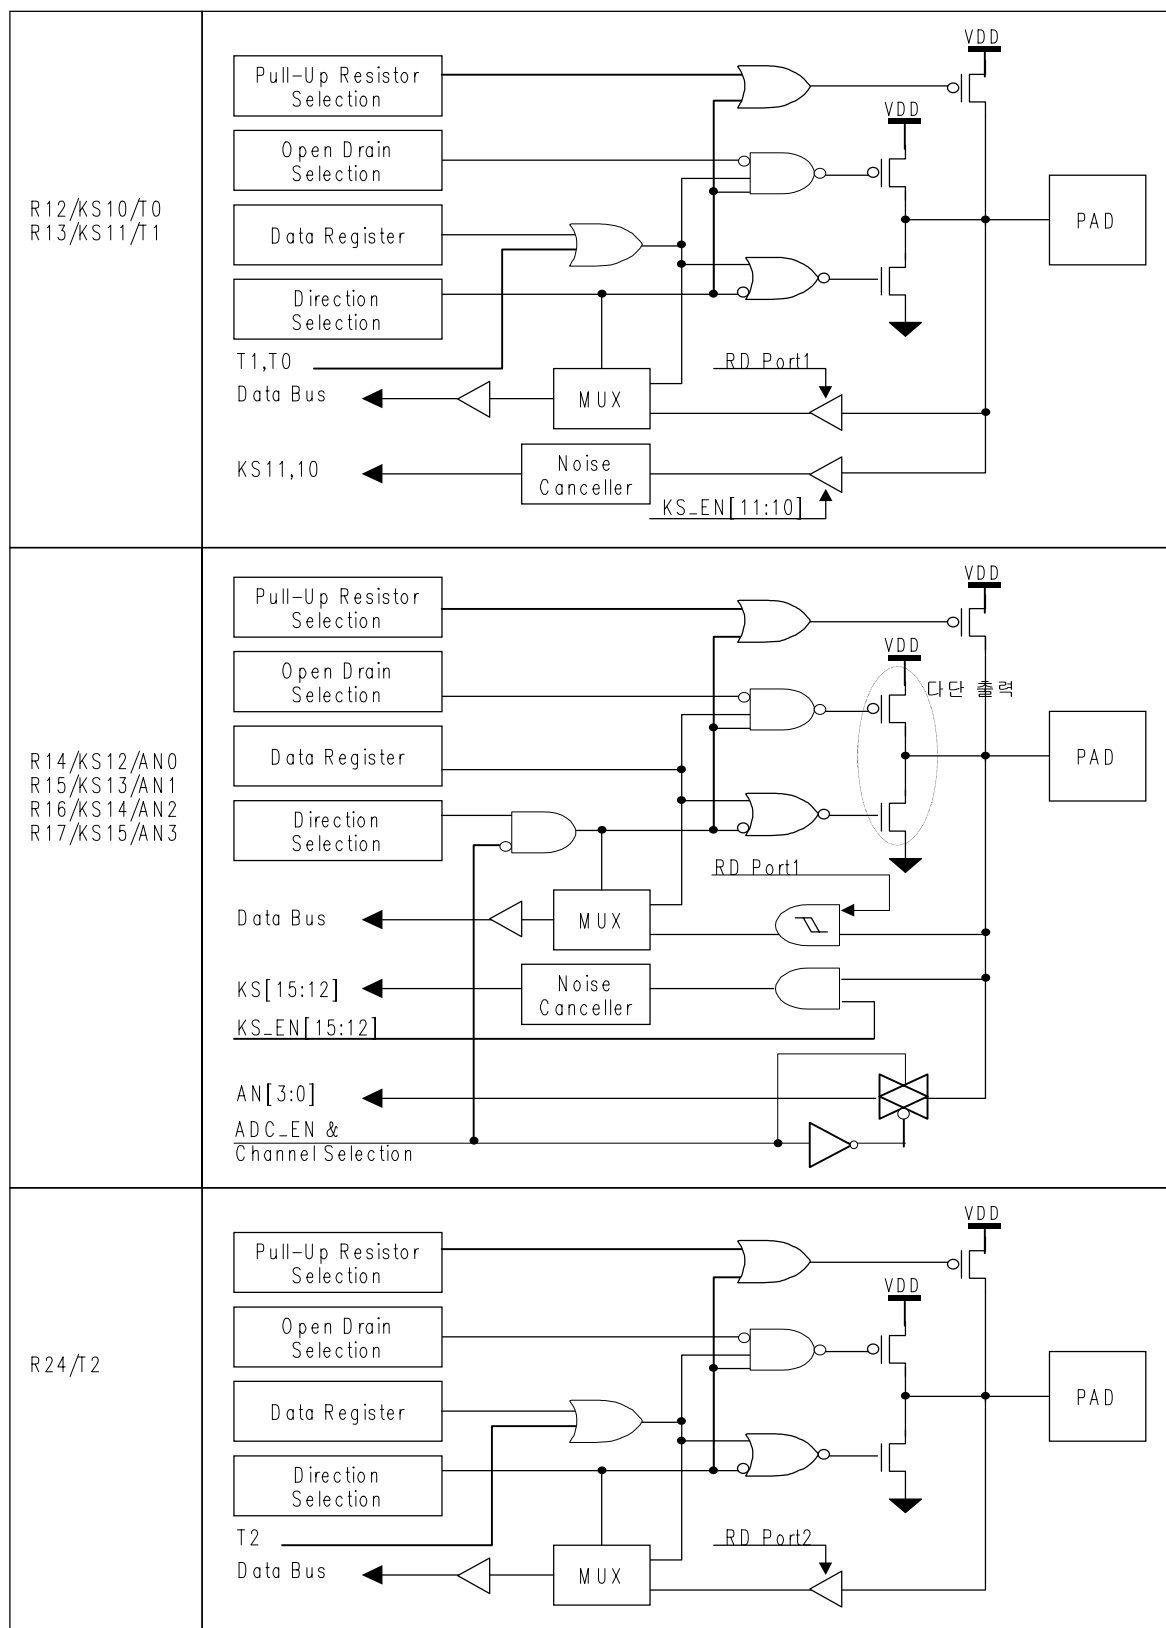 R12/KS10/T0
R13/KS11/T1
VDD
Pull-Up Resistor
Selection
VDD
Open Drain
Selection
Data Register
PAD
Direction
Selection
T1,T0
RD Port1
Data Bus
MUX
KS11,10
Noise
Canceller
KS_EN[11:10]
R14/KS12/AN0
R15/KS13/AN1
R16/KS14/AN2
R17/KS15/AN3
VDD
Pull-Up Resistor
Selection
VDD
Open Drain
Selection
다단 출력
Data Register
PAD
Direction
Selection
RD Port1
Data Bus
MUX
KS[15:12]
Noise
Canceller
KS_EN[15:12]
AN[3:0]
ADC_EN &
Channel Selection
R24/T2
VDD
Pull-Up Resistor
Selection
VDD
Open Drain
Selection
Data Register
PAD
Direction
Selection
T2
RD Port2
Data Bus
MUX